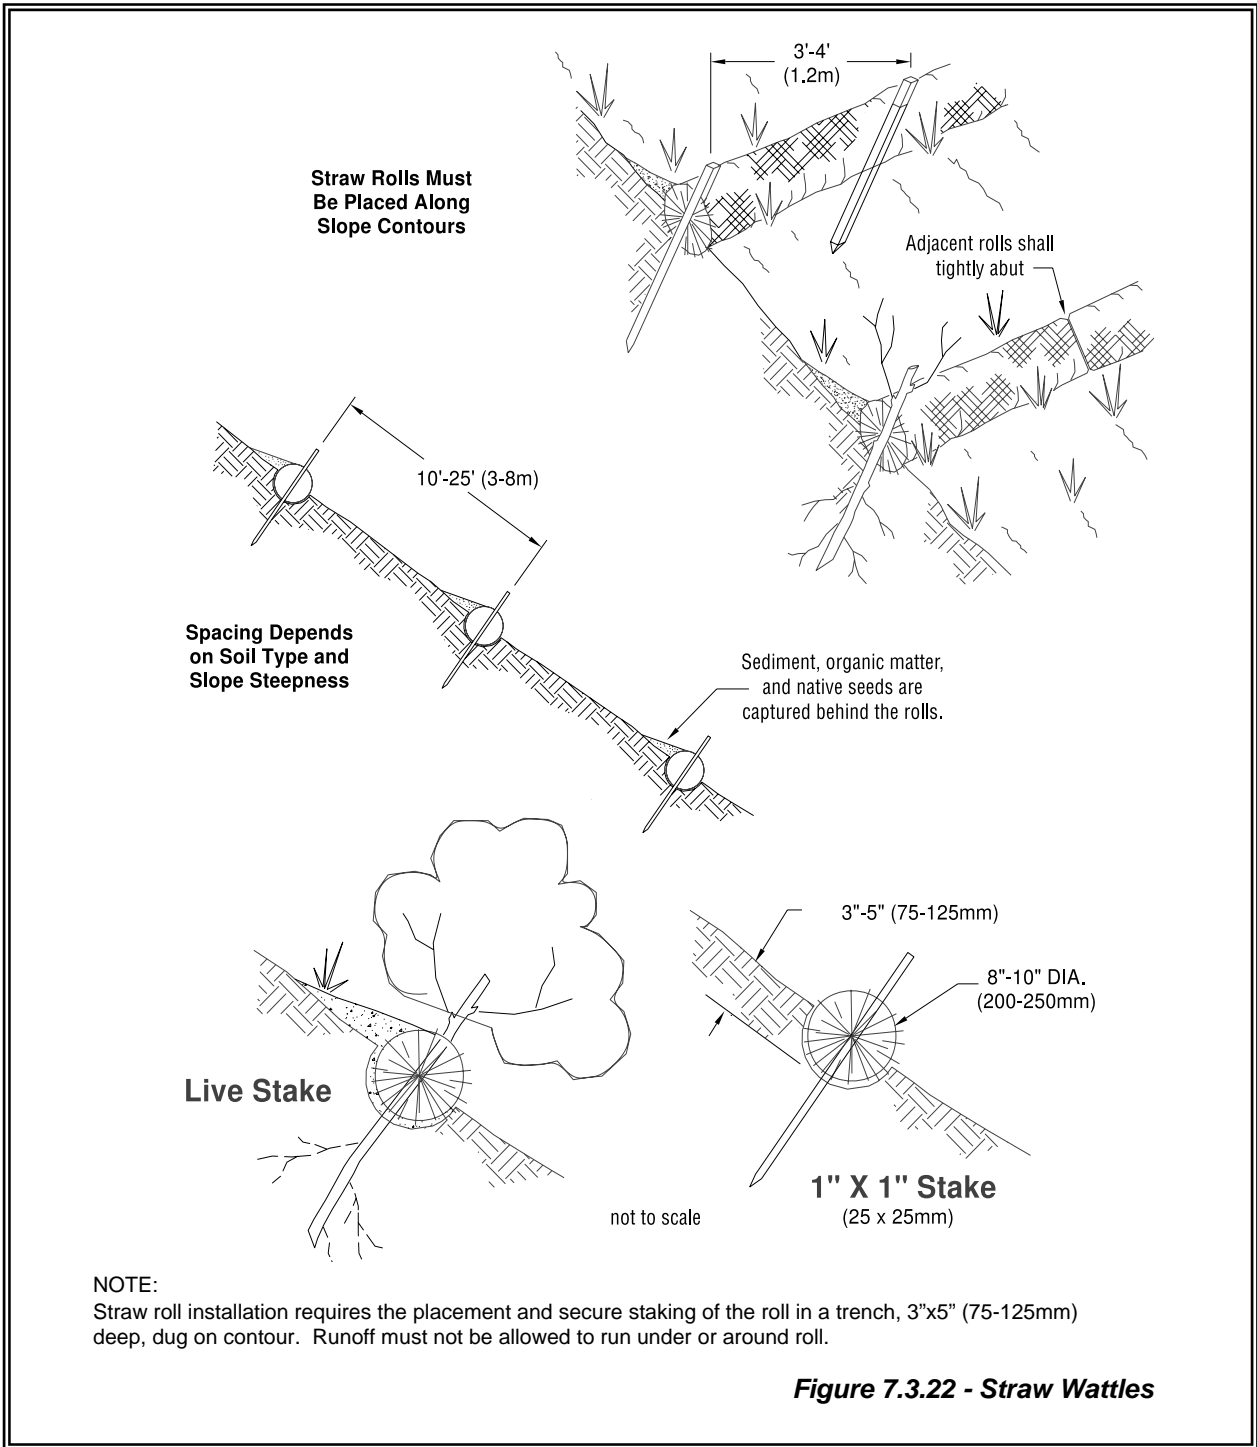 3'-4'
(1.2m)
Straw Rolls Must
Be Placed Along
Slope Contours
Adjacent rolls shall
tightly abut
10'-25' (3-8m)
Spacing Depends
on Soil Type and
Slope Steepness
Sediment, organic matter,
and native seeds are
captured behind the rolls.
3"-5" (75-125mm)
8"-10" DIA.
(200-250mm)
Live Stake
1" X 1" Stake
(25 x 25mm)
not to scale
NOTE:
Straw roll installation requires the placement and secure staking of the roll in a trench, 3”x5” (75-125mm)
deep, dug on contour.  Runoff must not be allowed to run under or around roll.
Figure 7.3.22 - Straw Wattles